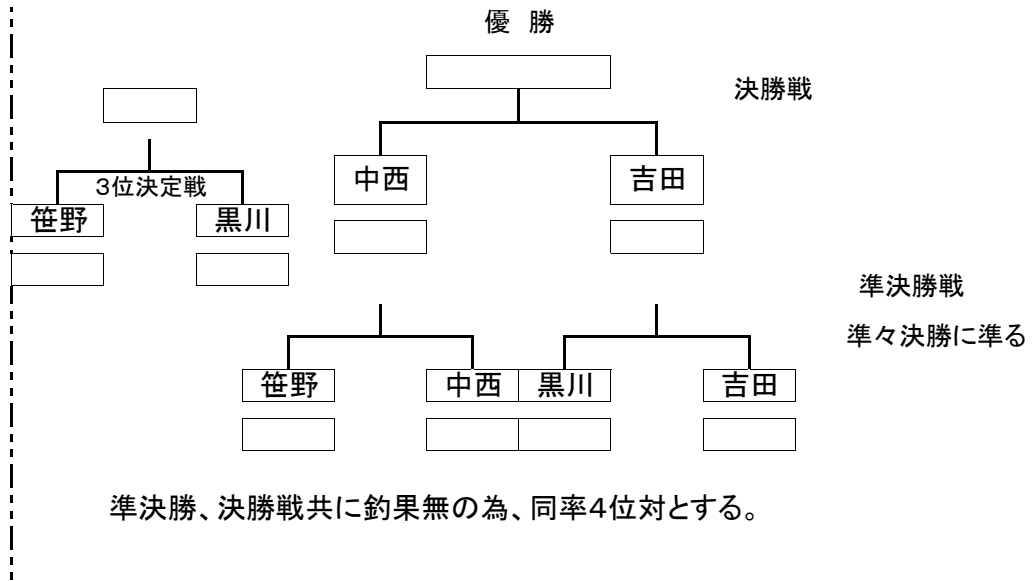 優 勝
決勝戦
中西
吉田
3位決定戦
笹野
黒川
準決勝戦
準々決勝に準る
笹野
中西
黒川
吉田
準決勝、決勝戦共に釣果無の為、同率4位対とする。